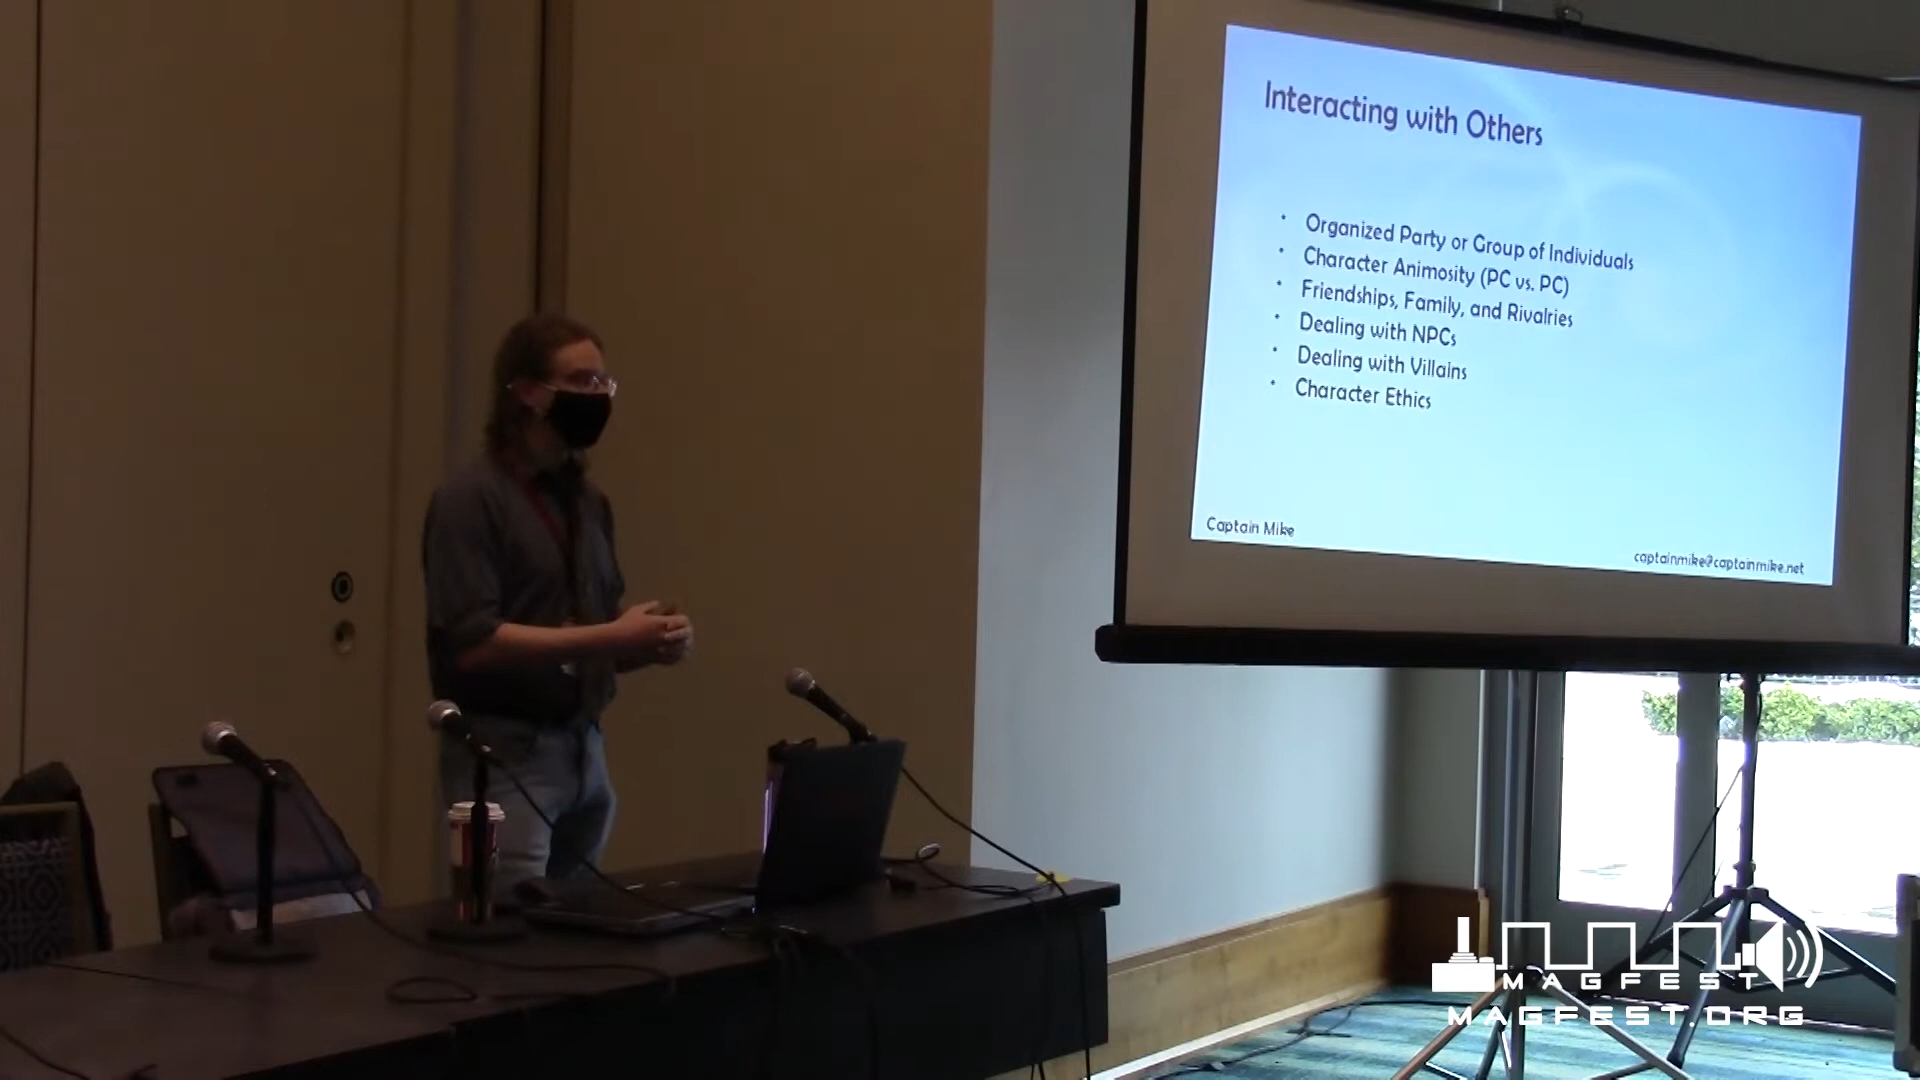 Interacting with Others
• Organized Party or Group of Individuals
• Character Animosity (PC vs. PC)
• Friendships, Family, and Rivalries
• Dealing with NPCs
• Dealing with Villains
• Character Ethics
Captain Mike
captainmike@captainmike.net
MAGFEST
MAGFEST.ORG